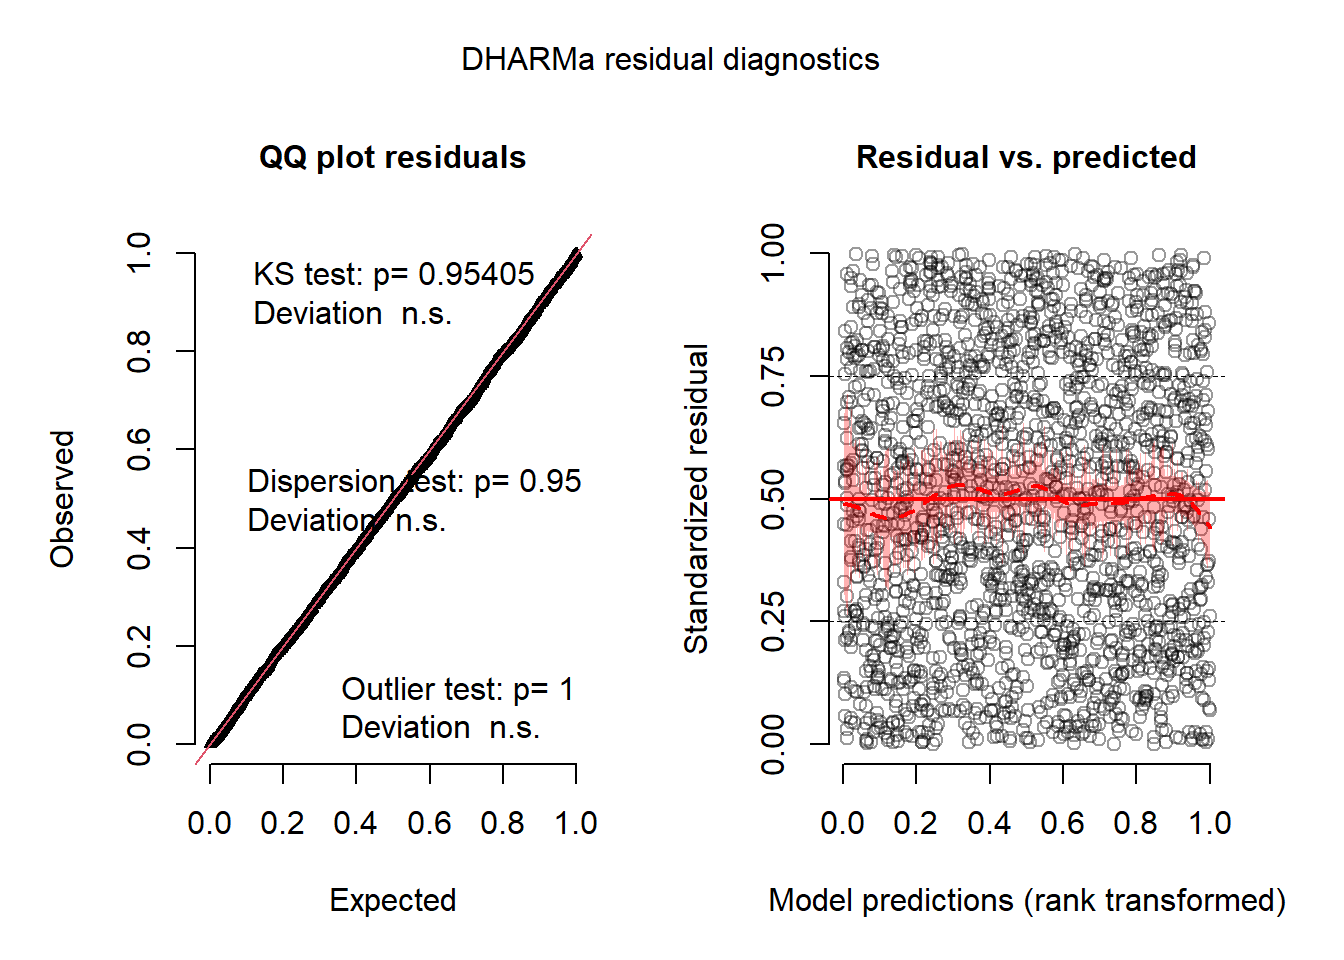 DHARMa residual diagnostics
QQ plot residuals
KS test: p= 0.95405
Deviation  n.s.
Dispersion test: p= 0.95
Deviation  n.s.
Outlier test: p= 1
Deviation  n.s.
Observed
0.0 0.2 0.4 0.6 0.8 1.0
0.0 0.2 0.4 0.6 0.8 1.0
Expected
Residual vs. predicted
Standardized residual
0.00 0.25 0.50 0.75 1.00
0.0 0.2 0.4 0.6 0.8 1.0
Model predictions (rank transformed)